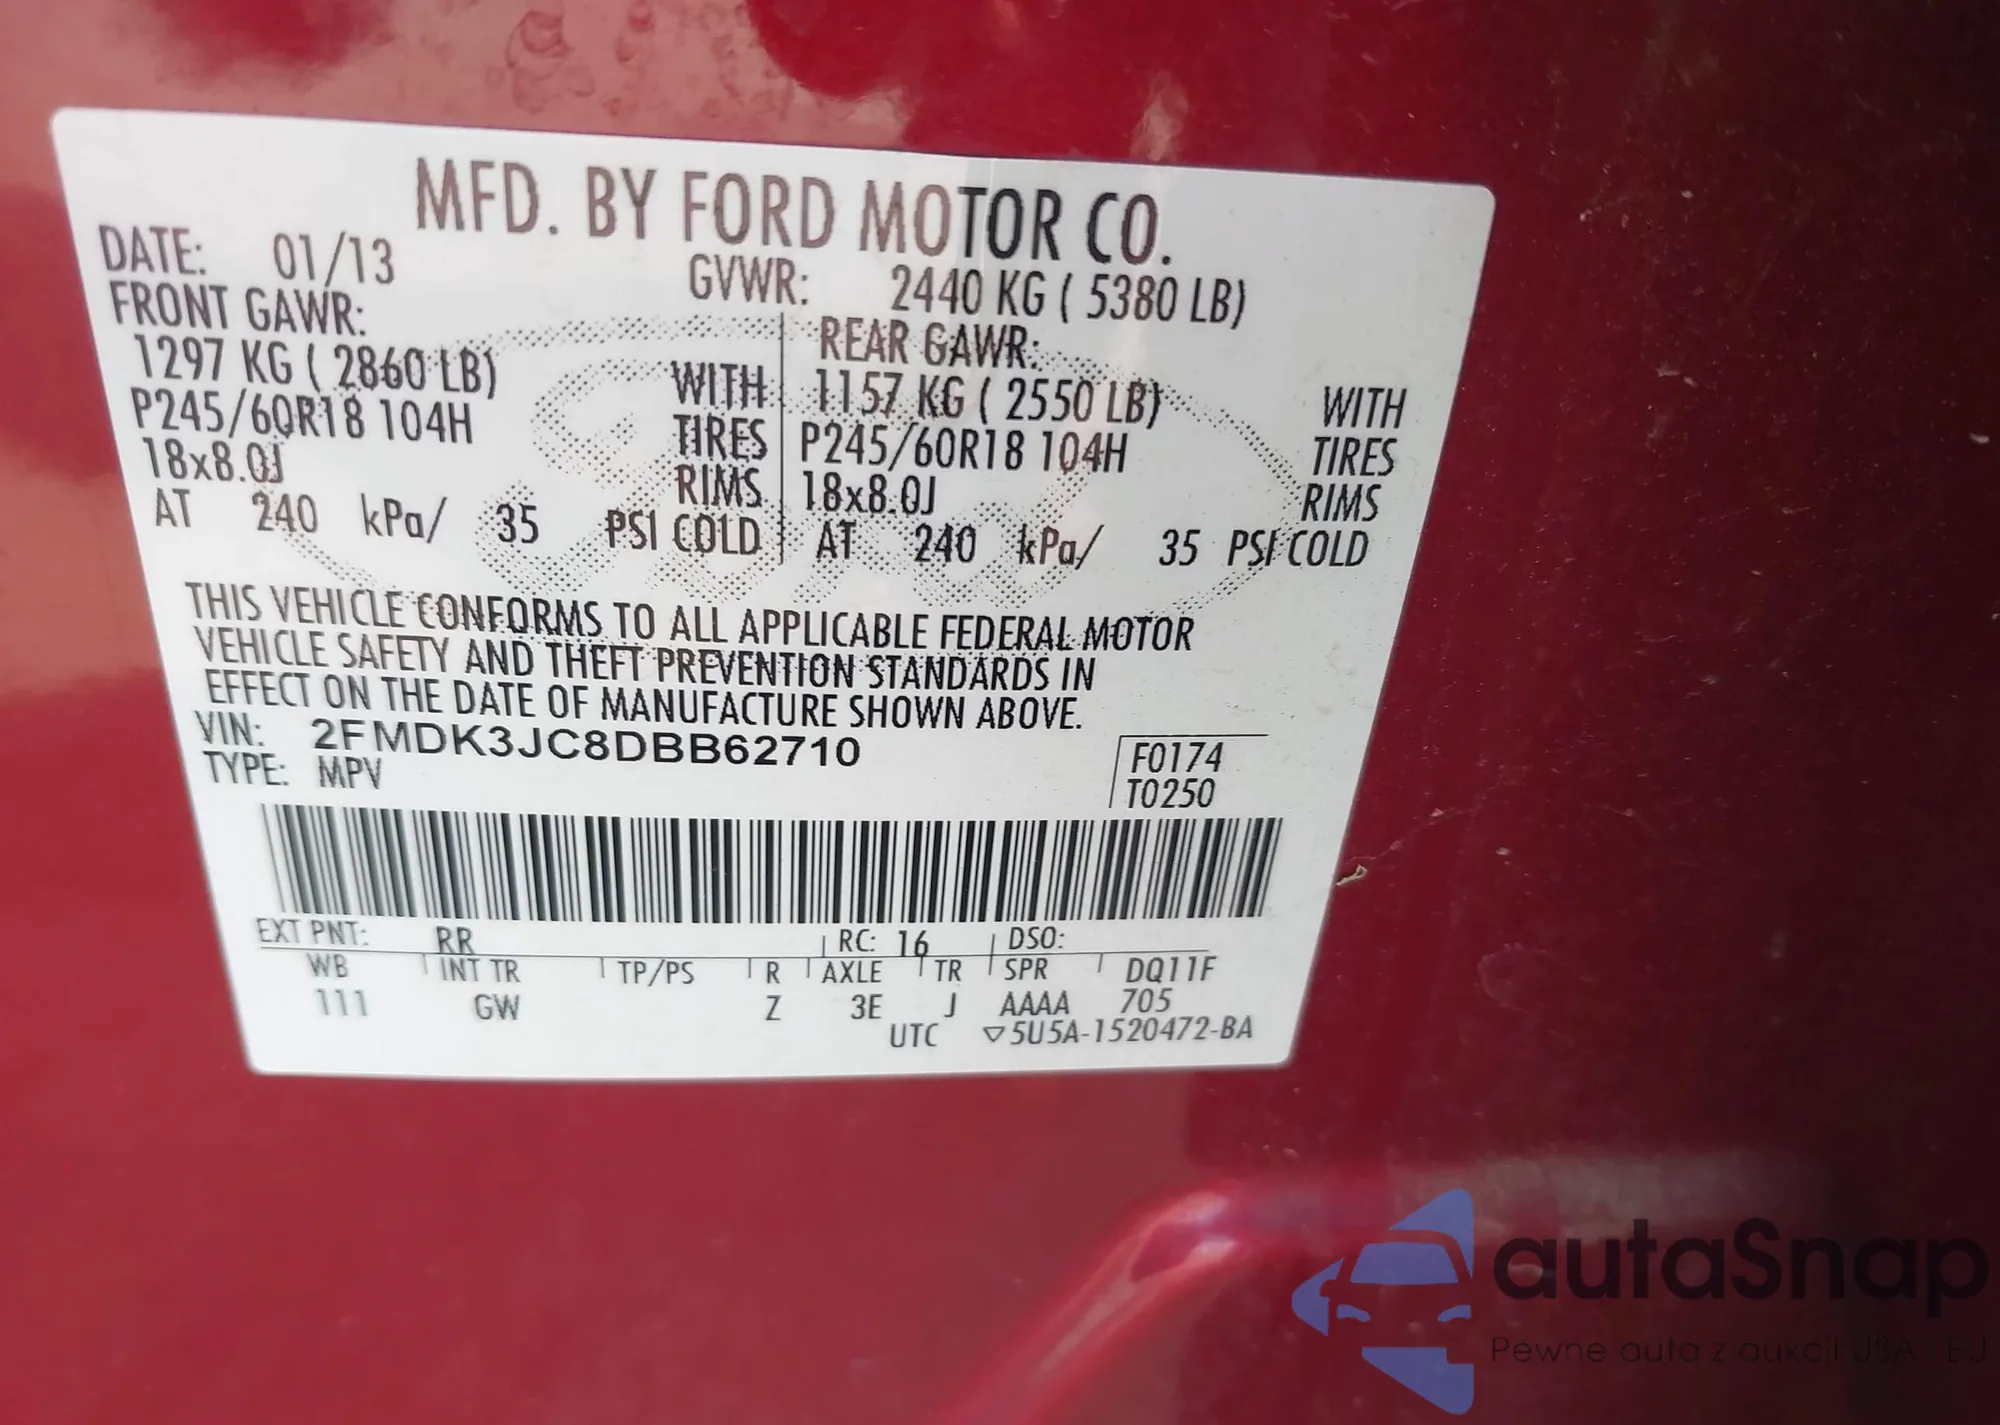 MFD. BY FORD MOTOR CO.
DATE: 01/13 GVWR: 2440 KG ( 5380 LB)
FRONT GAWR: REAR GAWR:
1297 KG ( 2860 LB) WITH 1157 KG ( 2550 LB) WITH
P245/60R18 104H TIRES P245/60R18 104H TIRES
18x8.0J RIMS 18x8.0J RIMS
AT 240 kPa/ 35 PSI COLD AT 240 kPa/ 35 PSI COLD
THIS VEHICLE CONFORMS TO ALL APPLICABLE FEDERAL MOTOR
VEHICLE SAFETY AND THEFT PREVENTION STANDARDS IN
EFFECT ON THE DATE OF MANUFACTURE SHOWN ABOVE.
VIN: 2FMDK3JC8DBB62710 F0174
TYPE: MPV T0250
EXT PNT: RR RC: 16 DSO:
WB INT TR TP/PS R AXLE TR SPR DQ11F
111 GW Z 3E J AAAA 705
UTC ▽5U5A-1520472-BA
autaSnap
Pewne auta z aukcji USA i EU